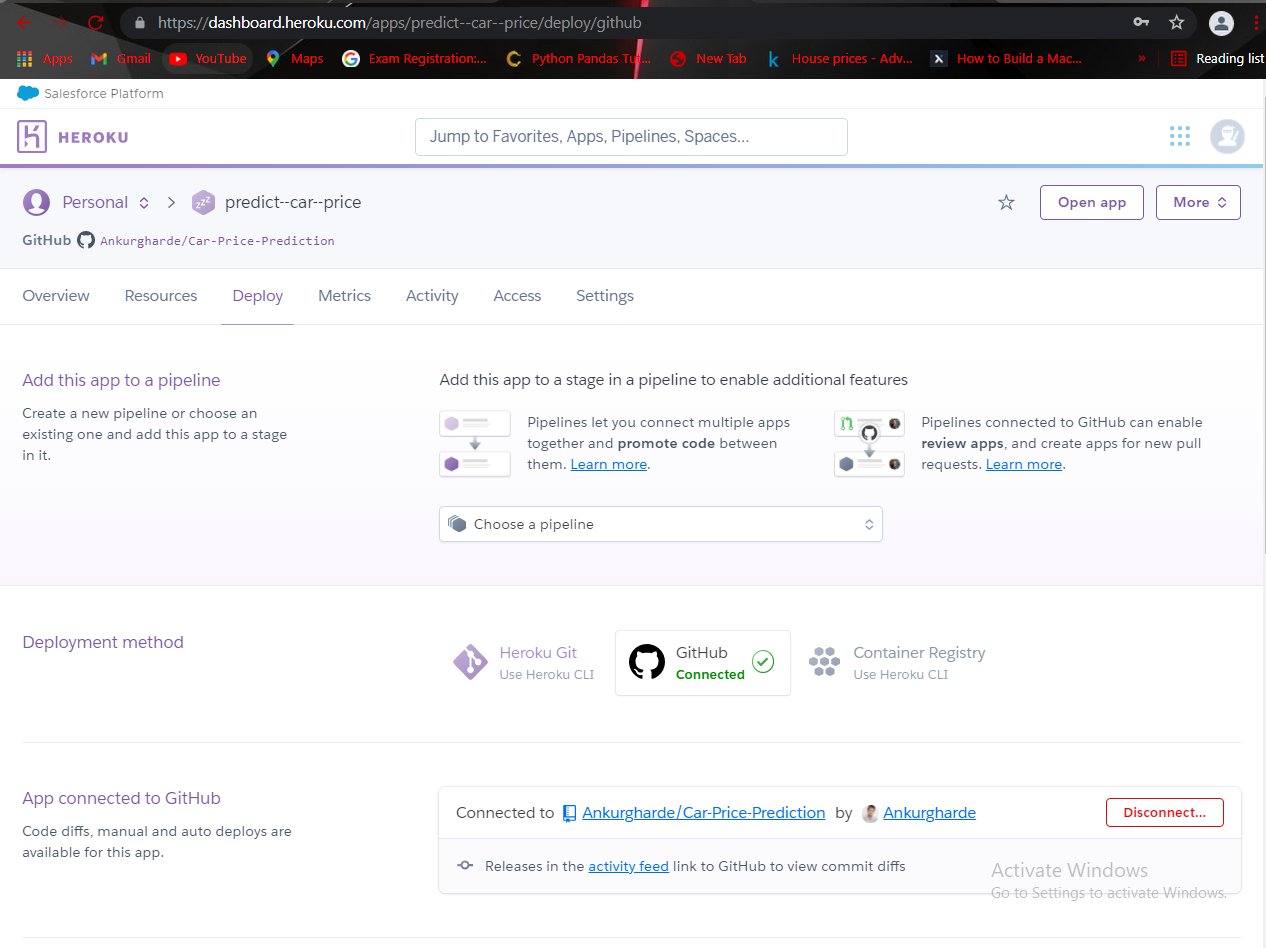 https://dashboard.heroku.com/apps/predict--car--price/deploy/github
Apps Gmail YouTube Maps Exam Registration:... Python Pandas Tut... New Tab House prices - Adv... How to Build a Mac... » Reading list
Salesforce Platform
HEROKU Jump to Favorites, Apps, Pipelines, Spaces...
Personal > zzz predict--car--price Open app More
GitHub Ankurgharde/Car-Price-Prediction
Overview Resources Deploy Metrics Activity Access Settings
Add this app to a pipeline
Create a new pipeline or choose an
existing one and add this app to a stage
in it.
Add this app to a stage in a pipeline to enable additional features
Pipelines let you connect multiple apps
together and promote code between
them. Learn more.
Pipelines connected to GitHub can enable
review apps, and create apps for new pull
requests. Learn more.
Choose a pipeline
Deployment method
Heroku Git
Use Heroku CLI
GitHub
Connected
Container Registry
Use Heroku CLI
App connected to GitHub
Code diffs, manual and auto deploys are
available for this app.
Connected to Ankurgharde/Car-Price-Prediction by Ankurgharde Disconnect...
Releases in the activity feed link to GitHub to view commit diffs
Activate Windows
Go to Settings to activate Windows.